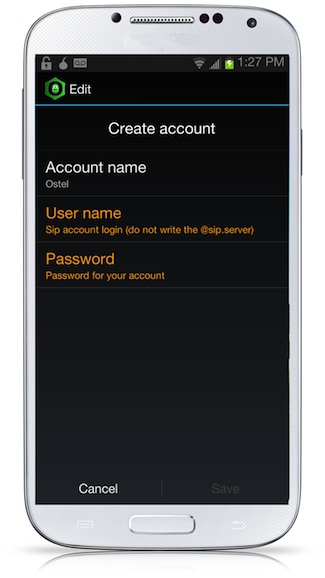 1:27 PM
Edit
Create account
Account name
Ostel
User name
Sip account login (do not write the @sip.server)
Password
Password for your account
Cancel
Save